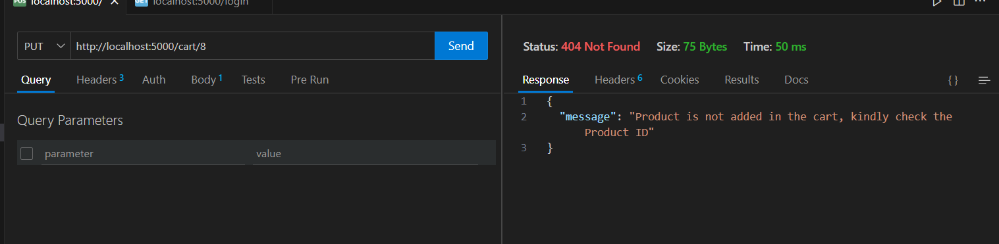 POS localhost:5000/ X GET localhost:5000/login
PUT http://localhost:5000/cart/8 Send
Query Headers 3 Auth Body 1 Tests Pre Run
Query Parameters
parameter value
Status: 404 Not Found Size: 75 Bytes Time: 50 ms
Response Headers 6 Cookies Results Docs { }
1 {
2 "message": "Product is not added in the cart, kindly check the
Product ID"
3 }